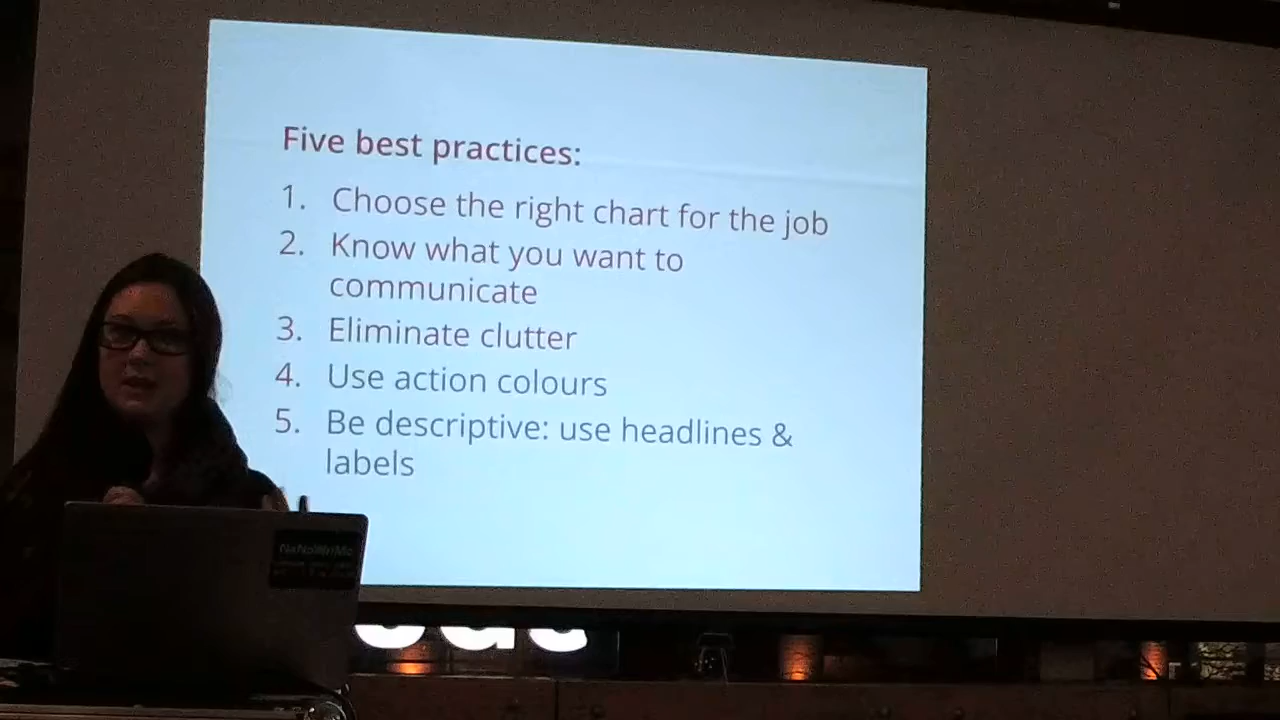 Five best practices:
1. Choose the right chart for the job
2. Know what you want to
communicate
3. Eliminate clutter
4. Use action colours
5. Be descriptive: use headlines &
labels
NaNoWriMo